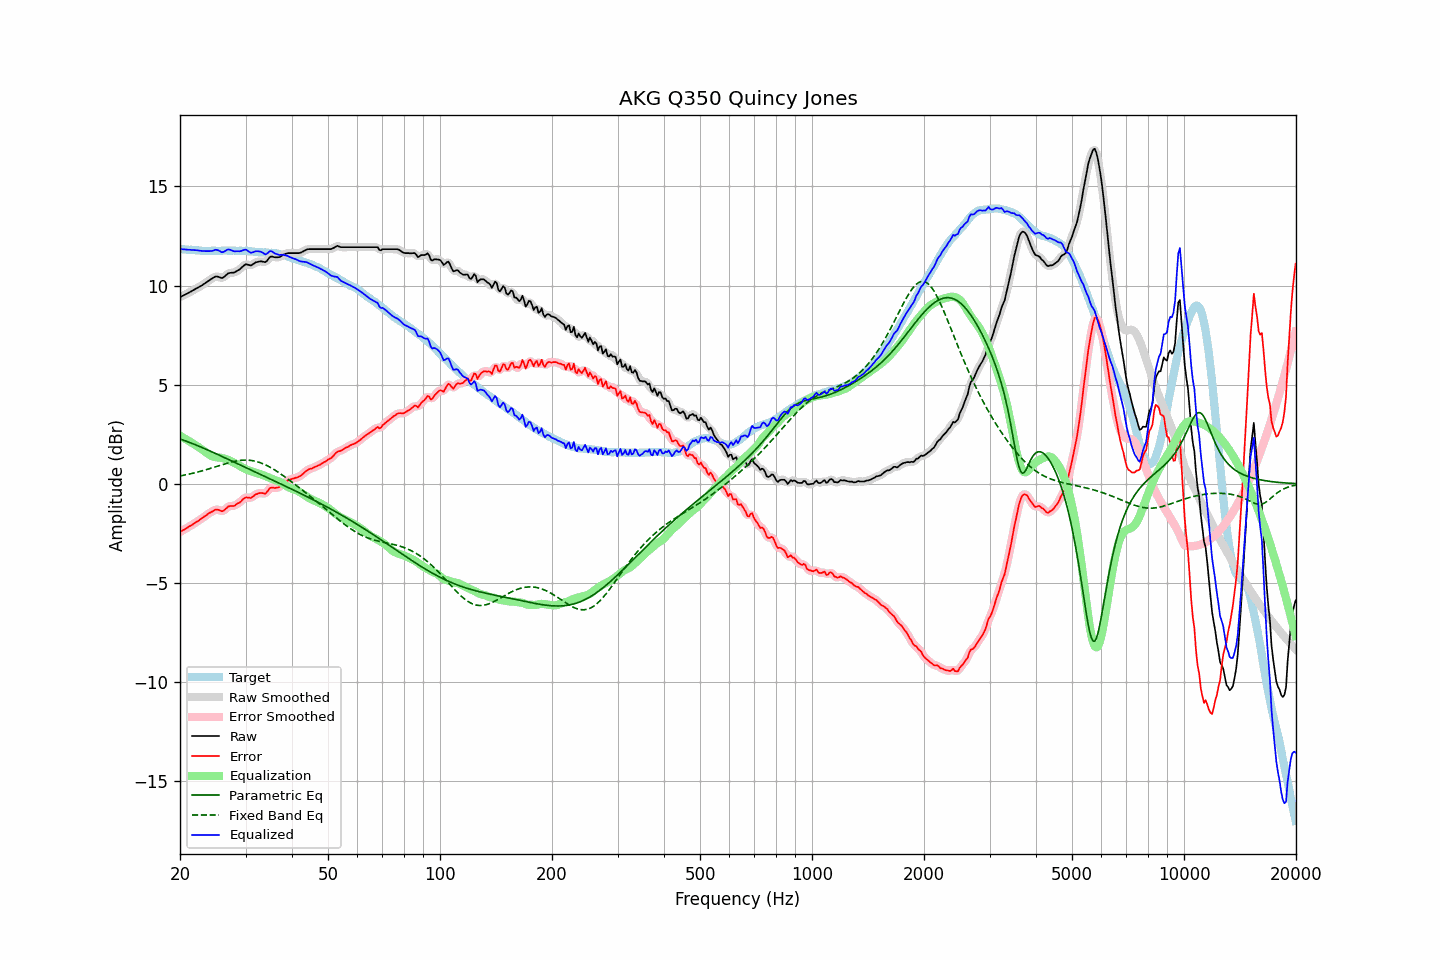 AKG Q350 Quincy Jones
Amplitude (dBr)
15
10
5
0
−5
−10
−15
Target
Raw Smoothed
Error Smoothed
Raw
Error
Equalization
Parametric Eq
Fixed Band Eq
Equalized
20 50 100 200 500 1000 2000 5000 10000 20000
Frequency (Hz)